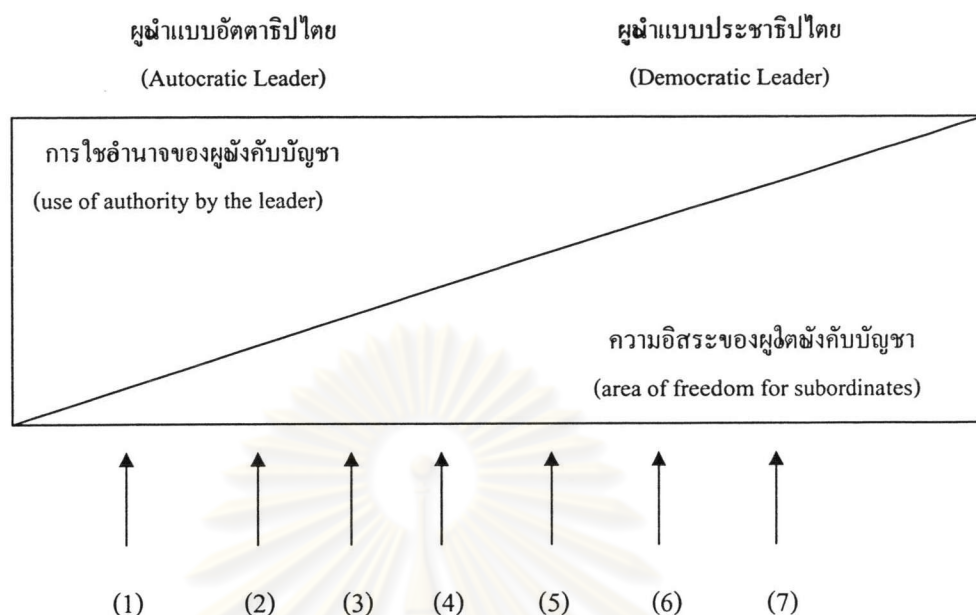 ผู้นำแบบอัตตาธิปไตย
(Autocratic Leader)
ผู้นำแบบประชาธิปไตย
(Democratic Leader)
การใช้อำนาจของผู้บังคับบัญชา
(use of authority by the leader)
ความอิสระของผู้ใต้บังคับบัญชา
(area of freedom for subordinates)
(1) (2) (3) (4) (5) (6) (7)